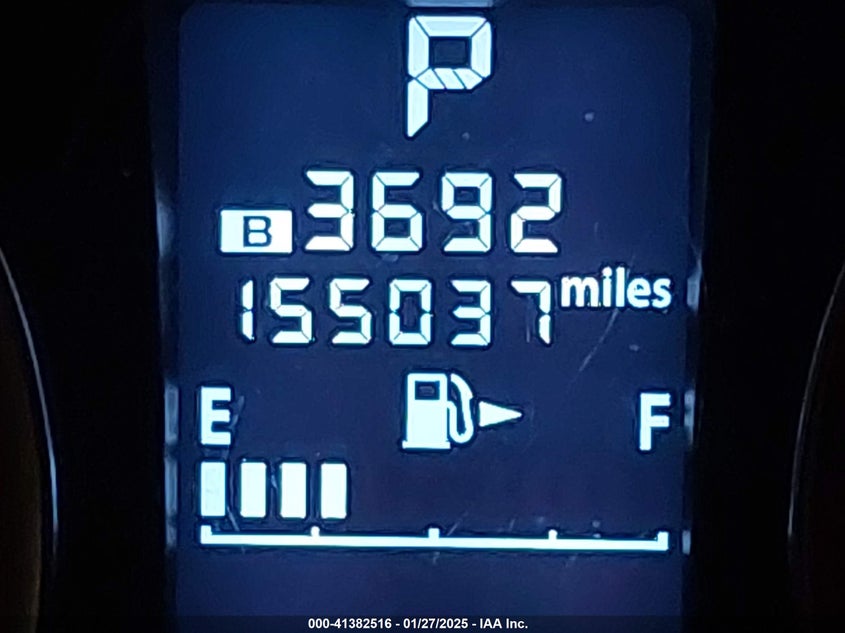 P
B 3692
155037 miles
E F
000-41382516 - 01/27/2025 - IAA Inc.